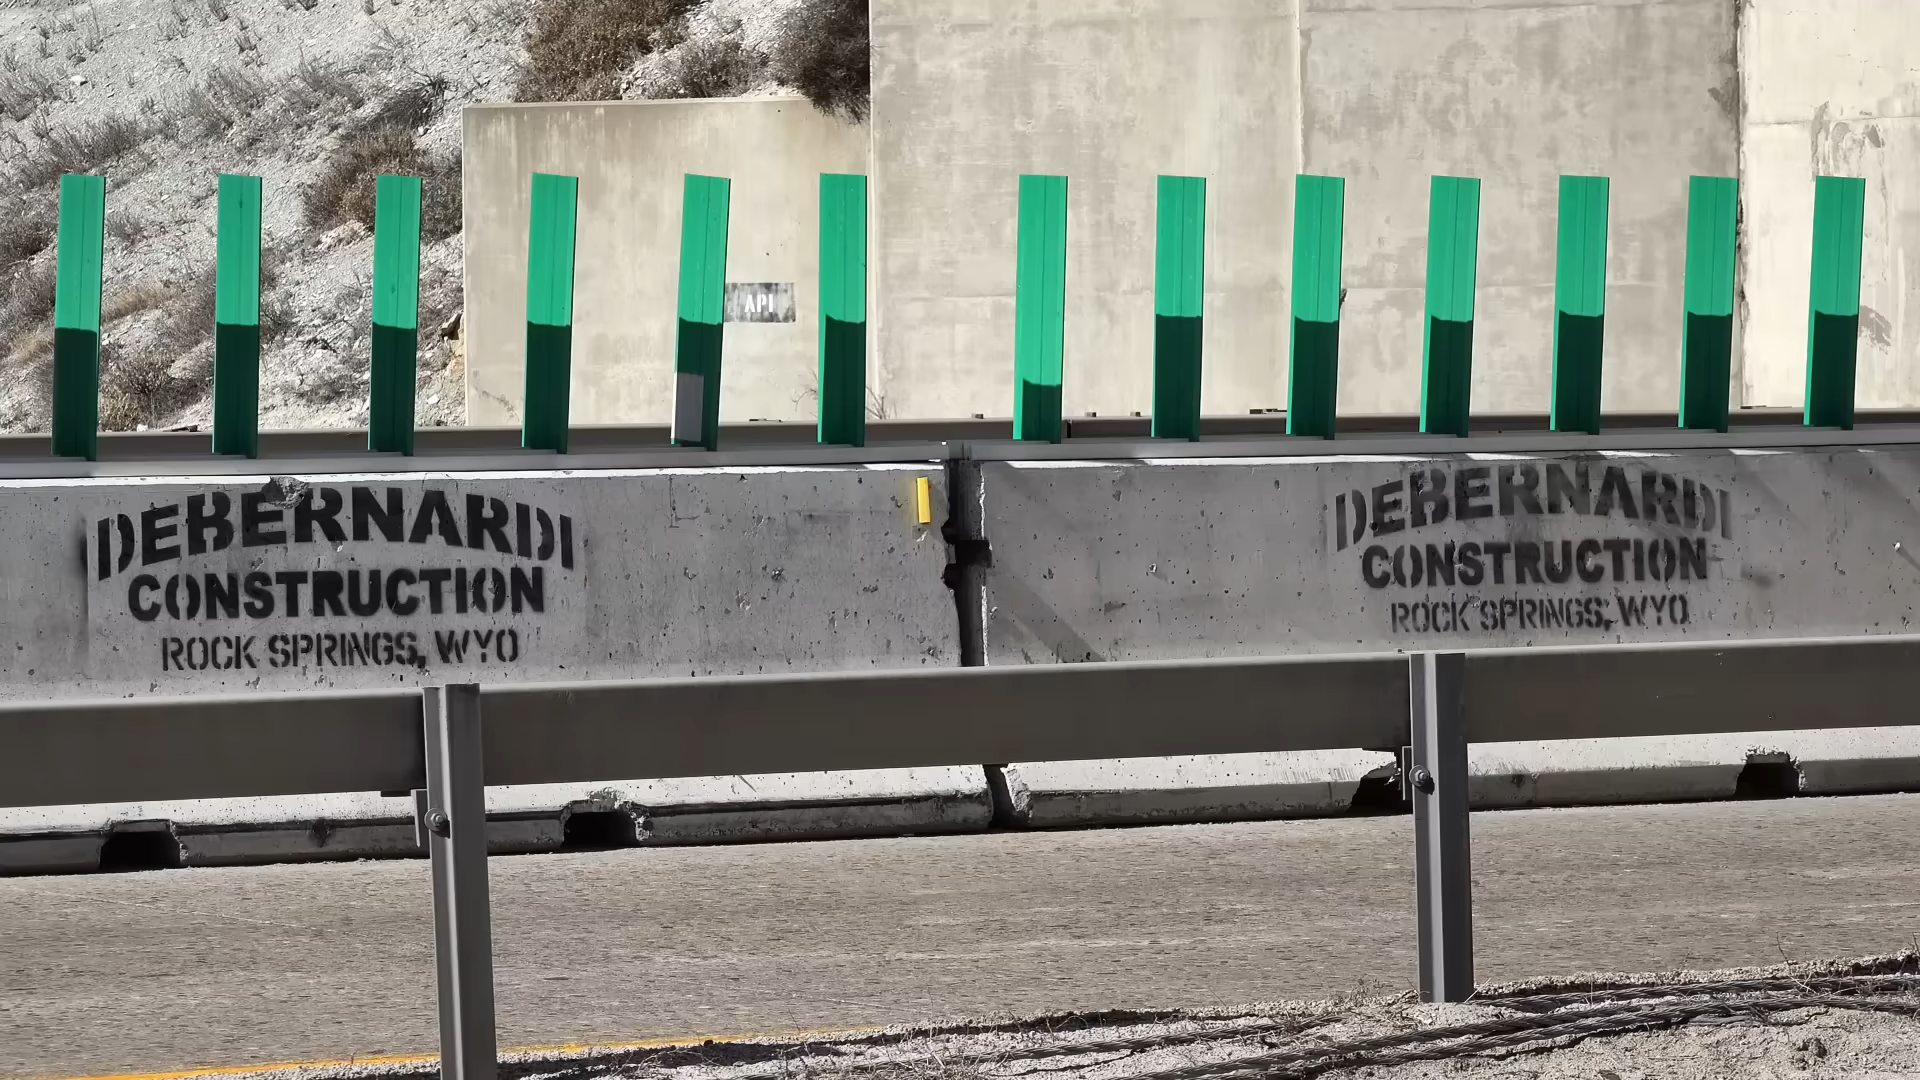 API
DEBERNARDI
CONSTRUCTION
ROCK SPRINGS, WYO
DEBERNARDI
CONSTRUCTION
ROCK SPRINGS, WYO